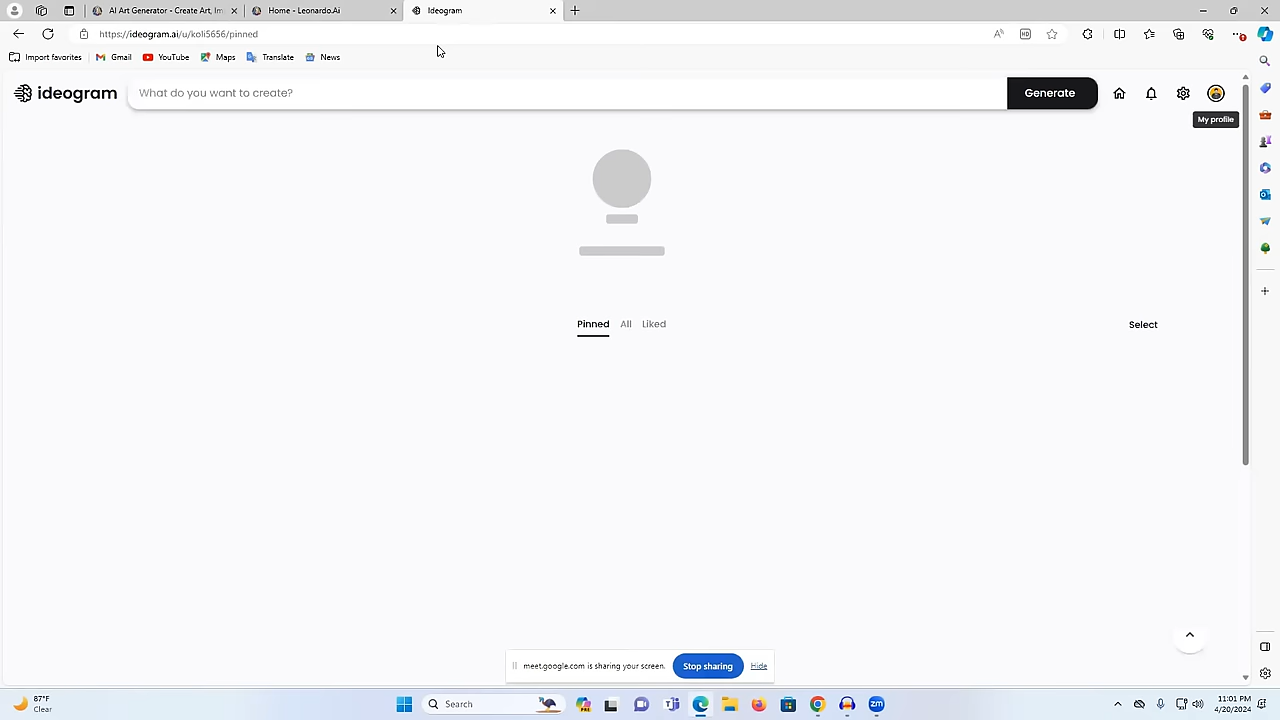 AI Art Generator - Create Art, Im
Home - Leonardo.Ai
Ideogram
https://ideogram.ai/u/koli5656/pinned
Import favorites
Gmail
YouTube
Maps
Translate
News
ideogram
What do you want to create?
Generate
My profile
Pinned
All
Liked
Select
meet.google.com is sharing your screen.
Stop sharing
Hide
87°F
Clear
Search
11:01 PM
4/20/2024